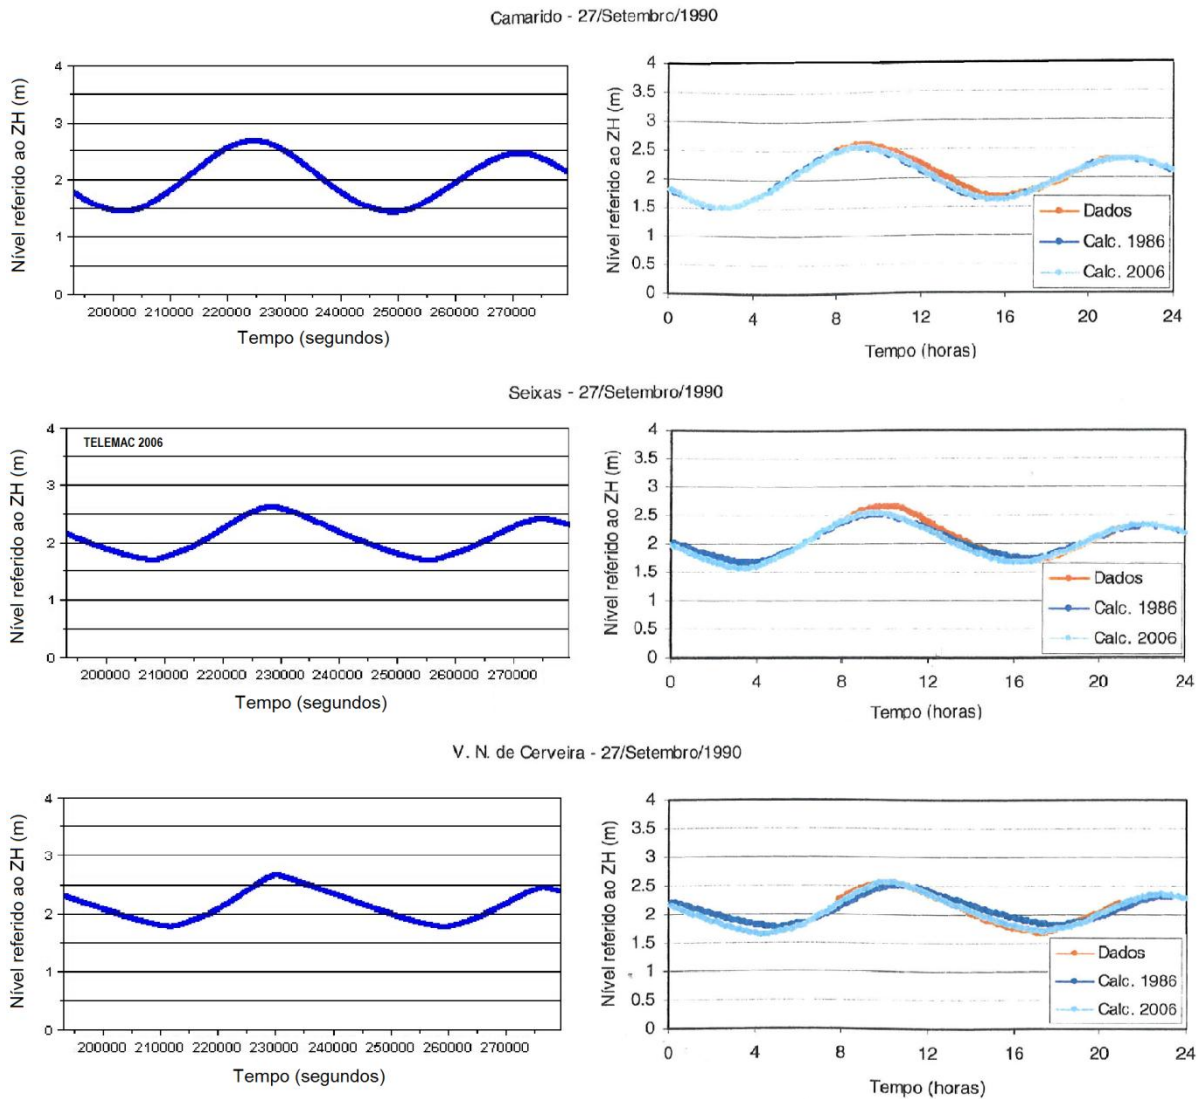 Camarido - 27/Setembro/1990
Nível referido ao ZH (m)
4
3
2
1
0
200000 210000 220000 230000 240000 250000 260000 270000
Tempo (segundos)
Nível referido ao ZH (m)
4
3.5
3
2.5
2
1.5
1
0.5
0
0 4 8 12 16 20 24
Tempo (horas)
Dados
Calc. 1986
Calc. 2006
Seixas - 27/Setembro/1990
TELEMAC 2006
Nível referido ao ZH (m)
4
3
2
1
0
200000 210000 220000 230000 240000 250000 260000 270000
Tempo (segundos)
Nível referido ao ZH (m)
4
3.5
3
2.5
2
1.5
1
0.5
0
0 4 8 12 16 20 24
Tempo (horas)
Dados
Calc. 1986
Calc. 2006
V. N. de Cerveira - 27/Setembro/1990
Nível referido ao ZH (m)
4
3
2
1
0
200000 210000 220000 230000 240000 250000 260000 270000
Tempo (segundos)
Nível referido ao ZH (m)
4
3.5
3
2.5
2
1.5
1
0.5
0
0 4 8 12 16 20 24
Tempo (horas)
Dados
Calc. 1986
Calc. 2006